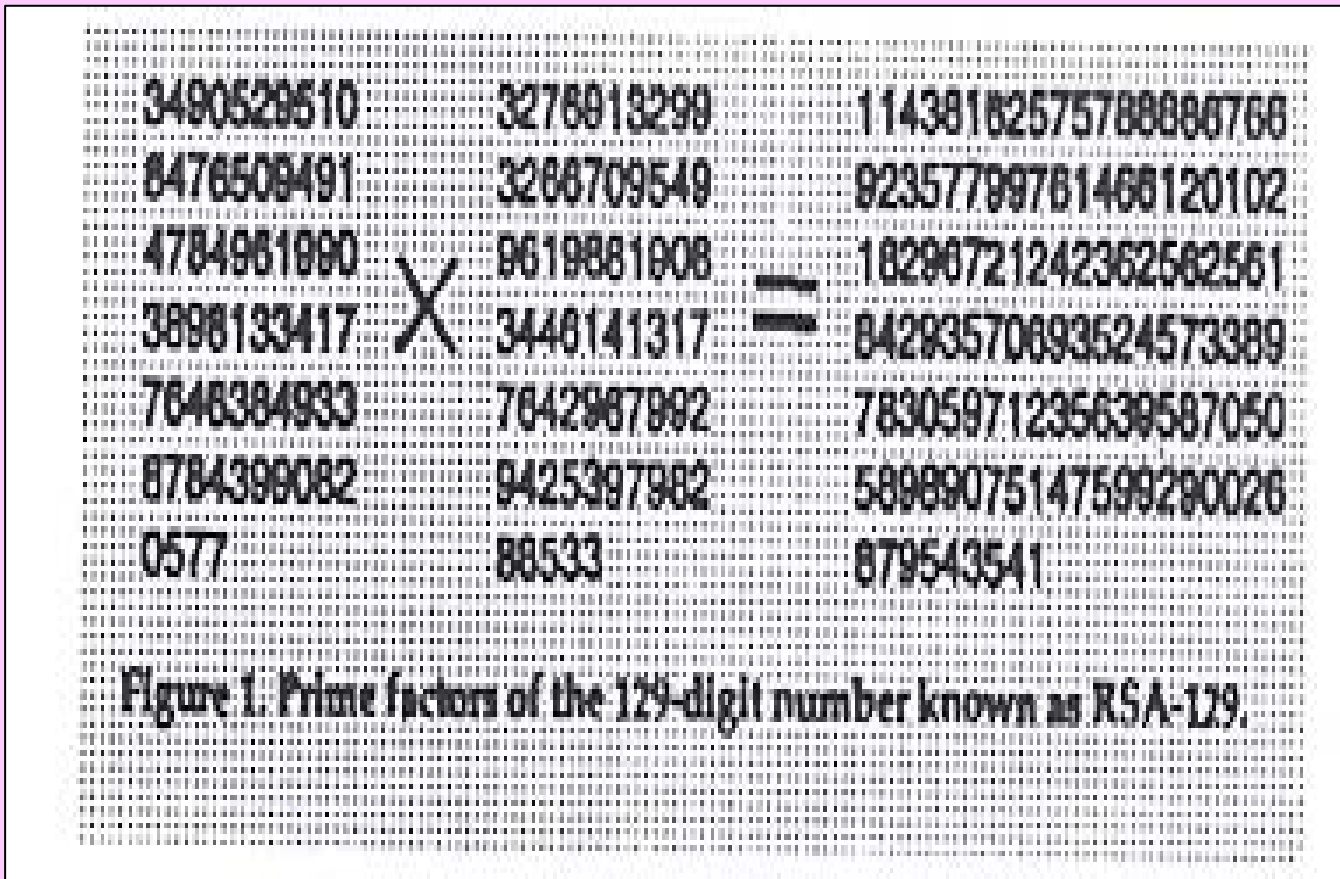 3490529510 3276913299 11438162575788886766
8476509491 3266709549 92357799761466120102
4784961990 9619881908 18296721242362562561
3898133417 X 3446141317 = 84293570693524573389
7646384933 7642967992 78305971235639587050
8784399082 9425397982 58989075147599290026
0577 88533 879543541
Figure 1. Prime factors of the 129-digit number known as RSA-129.